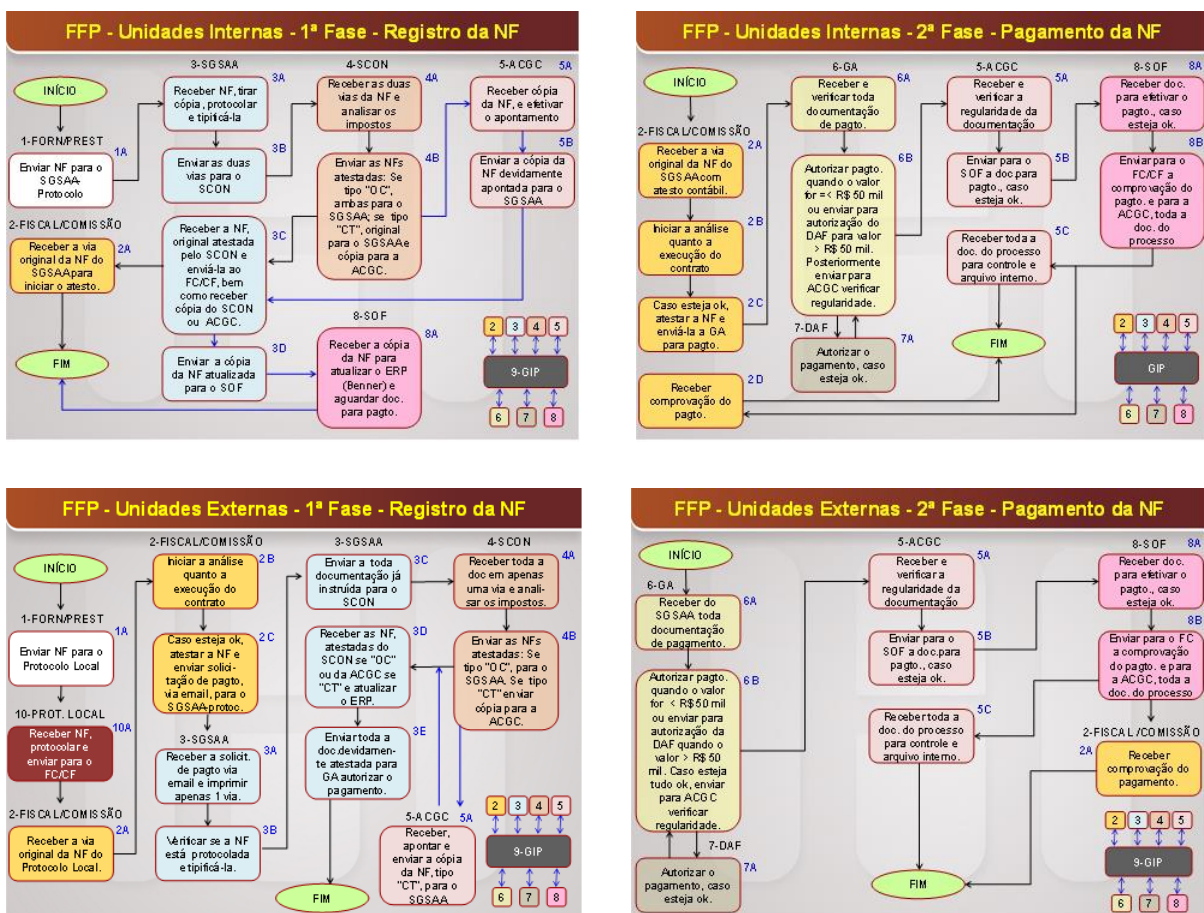 FFP - Unidades Internas - 1ª Fase - Registro da NF
INÍCIO
1-FORN/PREST
1A
Enviar NF para o
SGSAA-
Protocolo
2-FISCAL/COMISSÃO
2A
Receber a via
original da NF do
SGSAA para
iniciar o atesto.
FIM
3-SGSAA
3A
Receber NF, tirar
cópia, protocolar
e tipificá-la
3B
Enviar as duas
vias para o
SCON
3C
Receber a NF,
original atestada
pelo SCON e
enviá-la ao
FC/CF, bem
como receber
cópia do SCON
ou ACGC.
3D
Enviar a cópia
da NF atualizada
para o SOF
4-SCON
4A
Receber as duas
vias da NF e
analisar os
impostos
4B
Enviar as NFs
atestadas: Se
tipo "OC",
ambas para o
SGSAA; se tipo
"CT", original
para o SGSAA e
cópia para a
ACGC.
8-SOF
8A
Receber a cópia
da NF para
atualizar o ERP
(Benner) e
aguardar doc.
para pagto.
5-ACGC
5A
Receber cópia
da NF, e efetivar
o apontamento
5B
Enviar a cópia da
NF devidamente
apontada para o
SGSAA
2 3 4 5
9-GIP
6 7 8
FFP - Unidades Internas - 2ª Fase - Pagamento da NF
INÍCIO
2-FISCAL/COMISSÃO
2A
Receber a via
original da NF do
SGSAA com
atesto contábil.
2B
Iniciar a análise
quanto a
execução do
contrato
2C
Caso esteja ok,
atestar a NF e
enviá-la a GA
para pagto.
2D
Receber
comprovação do
pagto.
6-GA
6A
Receber e
verificar toda
documentação
de pagto.
6B
Autorizar pagto.
quando o valor
for =< R$ 50 mil
ou enviar para
autorização do
DAF para valor
> R$ 50 mil.
Posteriormente
enviar para
ACGC verificar
regularidade.
7-DAF
7A
Autorizar o
pagamento, caso
esteja ok.
5-ACGC
5A
Receber e
verificar a
regularidade da
documentação
5B
Enviar para o
SOF a doc.para
pagto., caso
esteja ok.
5C
Receber toda a
doc. do processo
para controle e
arquivo interno.
FIM
8-SOF
8A
Receber doc.
para efetivar o
pagto., caso
esteja ok.
8B
Enviar para o
FC/CF a
comprovação do
pagto. e para a
ACGC, toda a
doc. do
processo
2 3 4 5
GIP
6 7 8
FFP - Unidades Externas - 1ª Fase - Registro da NF
INÍCIO
1-FORN/PREST
1A
Enviar NF para o
Protocolo Local
10-PROT. LOCAL
10A
Receber NF,
protocolar e
enviar para o
FC/CF
2-FISCAL/COMISSÃO
2A
Receber a via
original da NF do
Protocolo Local.
2-FISCAL/COMISSÃO
2B
Iniciar a análise
quanto a
execução do
contrato
2C
Caso esteja ok,
atestar a NF e
enviar solici-
tação de pagto,
via email, para o
SGSAA-protoc.
3-SGSAA
3A
Receber a solicit.
de pagto via
email e imprimir
apenas 1 via.
3B
Verificar se a NF
está protocolada
e tipificá-la.
3-SGSAA
3C
Enviar a toda
documentação já
instruída para o
SCON
3D
Receber as NF,
atestadas do
SCON se "OC"
ou da ACGC se
"CT" e atualizar
o ERP.
3E
Enviar toda a
doc.devidamen-
te atestada para
GA autorizar o
pagamento.
FIM
4-SCON
4A
Receber toda a
doc em apenas
uma via e anali-
sar os impostos.
4B
Enviar as NFs
atestadas: Se
tipo "OC", para o
SGSAA. Se tipo
"CT" enviar
cópia para a
ACGC.
5-ACGC
5A
Receber,
apontar e
enviar a cópia
da NF, tipo
"CT", para o
SGSAA
2 3 4 5
9-GIP
6 7 8
FFP - Unidades Externas - 2ª Fase - Pagamento da NF
INÍCIO
6-GA
6A
Receber do
SGSAA toda
documentação
de pagamento.
6B
Autorizar pagto.
quando o valor
for < R$ 50 mil
ou enviar para
autorização da
DAF quando o
valor > R$ 50
mil. Caso esteja
tudo ok, enviar
para ACGC
verificar
regularidade.
7-DAF
7A
Autorizar o
pagamento, caso
esteja ok.
5-ACGC
5A
Receber e
verificar a
regularidade da
documentação
5B
Enviar para o
SOF a doc.para
pagto., caso
esteja ok.
5C
Receber toda a
doc. do processo
para controle e
arquivo interno.
FIM
8-SOF
8A
Receber doc.
para efetivar o
pagto., caso
esteja ok.
8B
Enviar para o FC
a comprovação
do pagto. e para
a ACGC, toda a
doc. do processo
2-FISCAL /COMISSÃO
2A
Receber
comprovação do
pagamento.
2 3 4 5
9-GIP
6 7 8